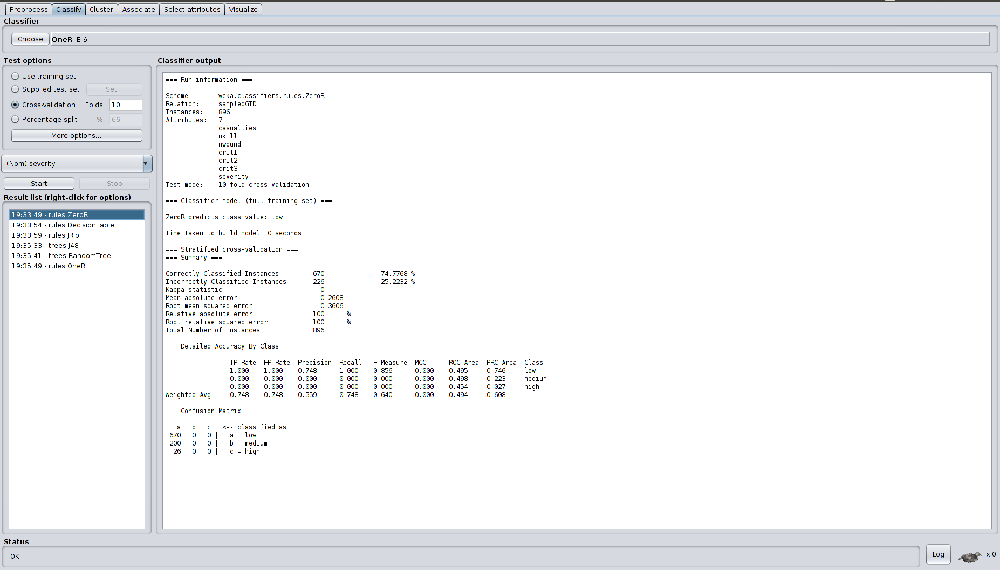 Preprocess Classify Cluster Associate Select attributes Visualize
Classifier
Choose OneR -B 6
Test options
Use training set
Supplied test set Set...
Cross-validation Folds 10
Percentage split % 66
More options...
(Nom) severity
Start Stop
Result list (right-click for options)
19:33:49 - rules.ZeroR
19:33:54 - rules.DecisionTable
19:33:59 - rules.JRip
19:35:33 - trees.J48
19:35:41 - trees.RandomTree
19:35:49 - rules.OneR
Classifier output
=== Run information ===
Scheme: weka.classifiers.rules.ZeroR
Relation: sampledGTD
Instances: 896
Attributes: 7
casualties
nkill
nwound
crit1
crit2
crit3
severity
Test mode: 10-fold cross-validation
=== Classifier model (full training set) ===
ZeroR predicts class value: low
Time taken to build model: 0 seconds
=== Stratified cross-validation ===
=== Summary ===
Correctly Classified Instances 670 74.7768 %
Incorrectly Classified Instances 226 25.2232 %
Kappa statistic 0
Mean absolute error 0.2608
Root mean squared error 0.3606
Relative absolute error 100 %
Root relative squared error 100 %
Total Number of Instances 896
=== Detailed Accuracy By Class ===
TP Rate FP Rate Precision Recall F-Measure MCC ROC Area PRC Area Class
1.000 1.000 0.748 1.000 0.856 0.000 0.495 0.746 low
0.000 0.000 0.000 0.000 0.000 0.000 0.498 0.223 medium
0.000 0.000 0.000 0.000 0.000 0.000 0.454 0.027 high
Weighted Avg. 0.748 0.748 0.559 0.748 0.640 0.000 0.494 0.608
=== Confusion Matrix ===
a b c <-- classified as
670 0 0 | a = low
200 0 0 | b = medium
26 0 0 | c = high
Status
OK
Log x 0